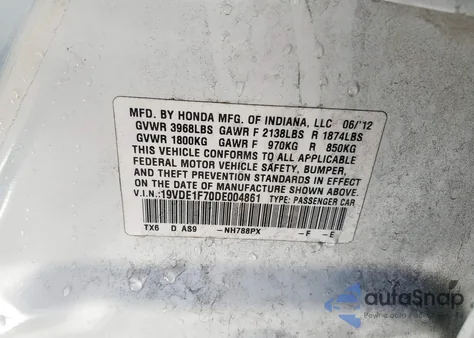 MFD. BY HONDA MFG. OF INDIANA, LLC 06/'12
GVWR 3968LBS GAWR F 2138LBS R 1874LBS
GVWR 1800KG GAWR F 970KG R 850KG
THIS VEHICLE CONFORMS TO ALL APPLICABLE
FEDERAL MOTOR VEHICLE SAFETY, BUMPER,
AND THEFT PREVENTION STANDARDS IN EFFECT
ON THE DATE OF MANUFACTURE SHOWN ABOVE.
V.I.N.:19VDE1F70DE004861 TYPE: PASSENGER CAR
TX6 D AS9 -NH788PX -F -E
autoSnap